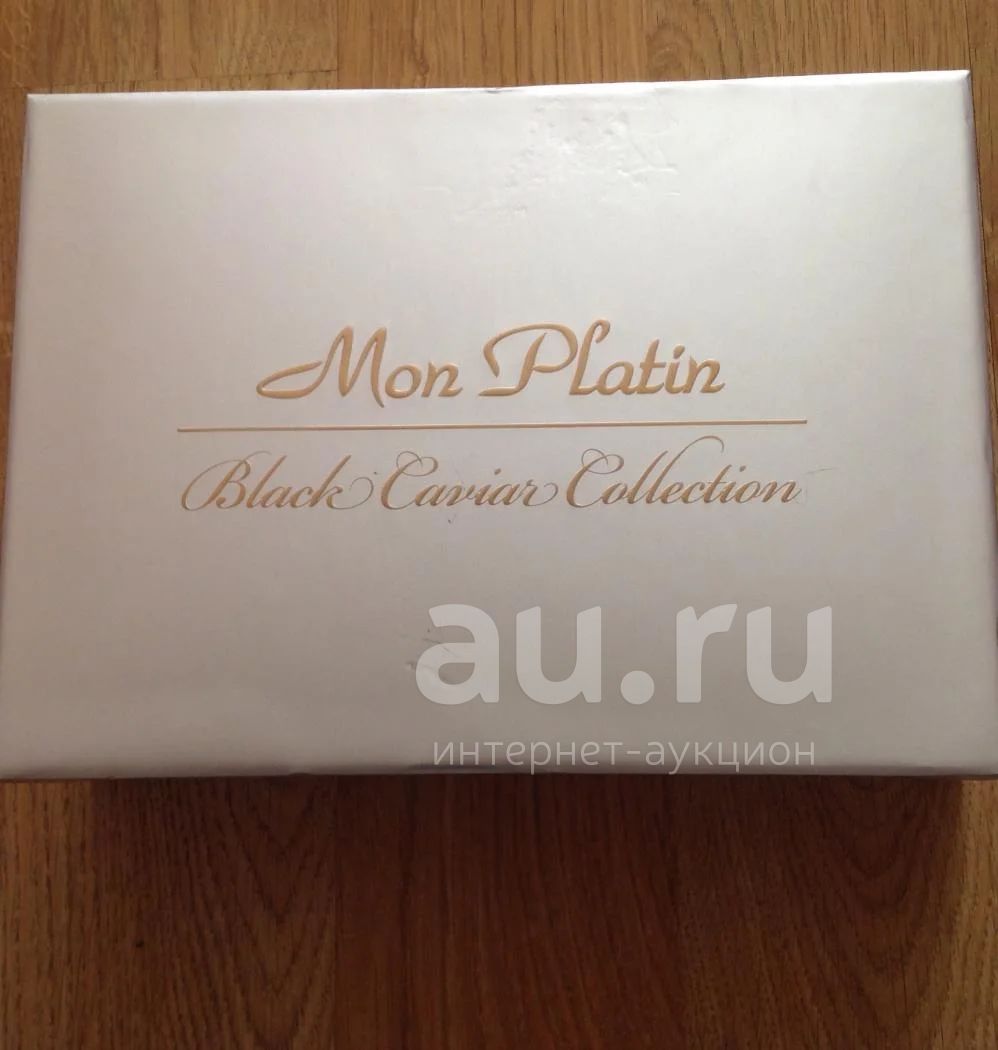 Mon Platin
Black Caviar Collection
au.ru
интернет-аукцион